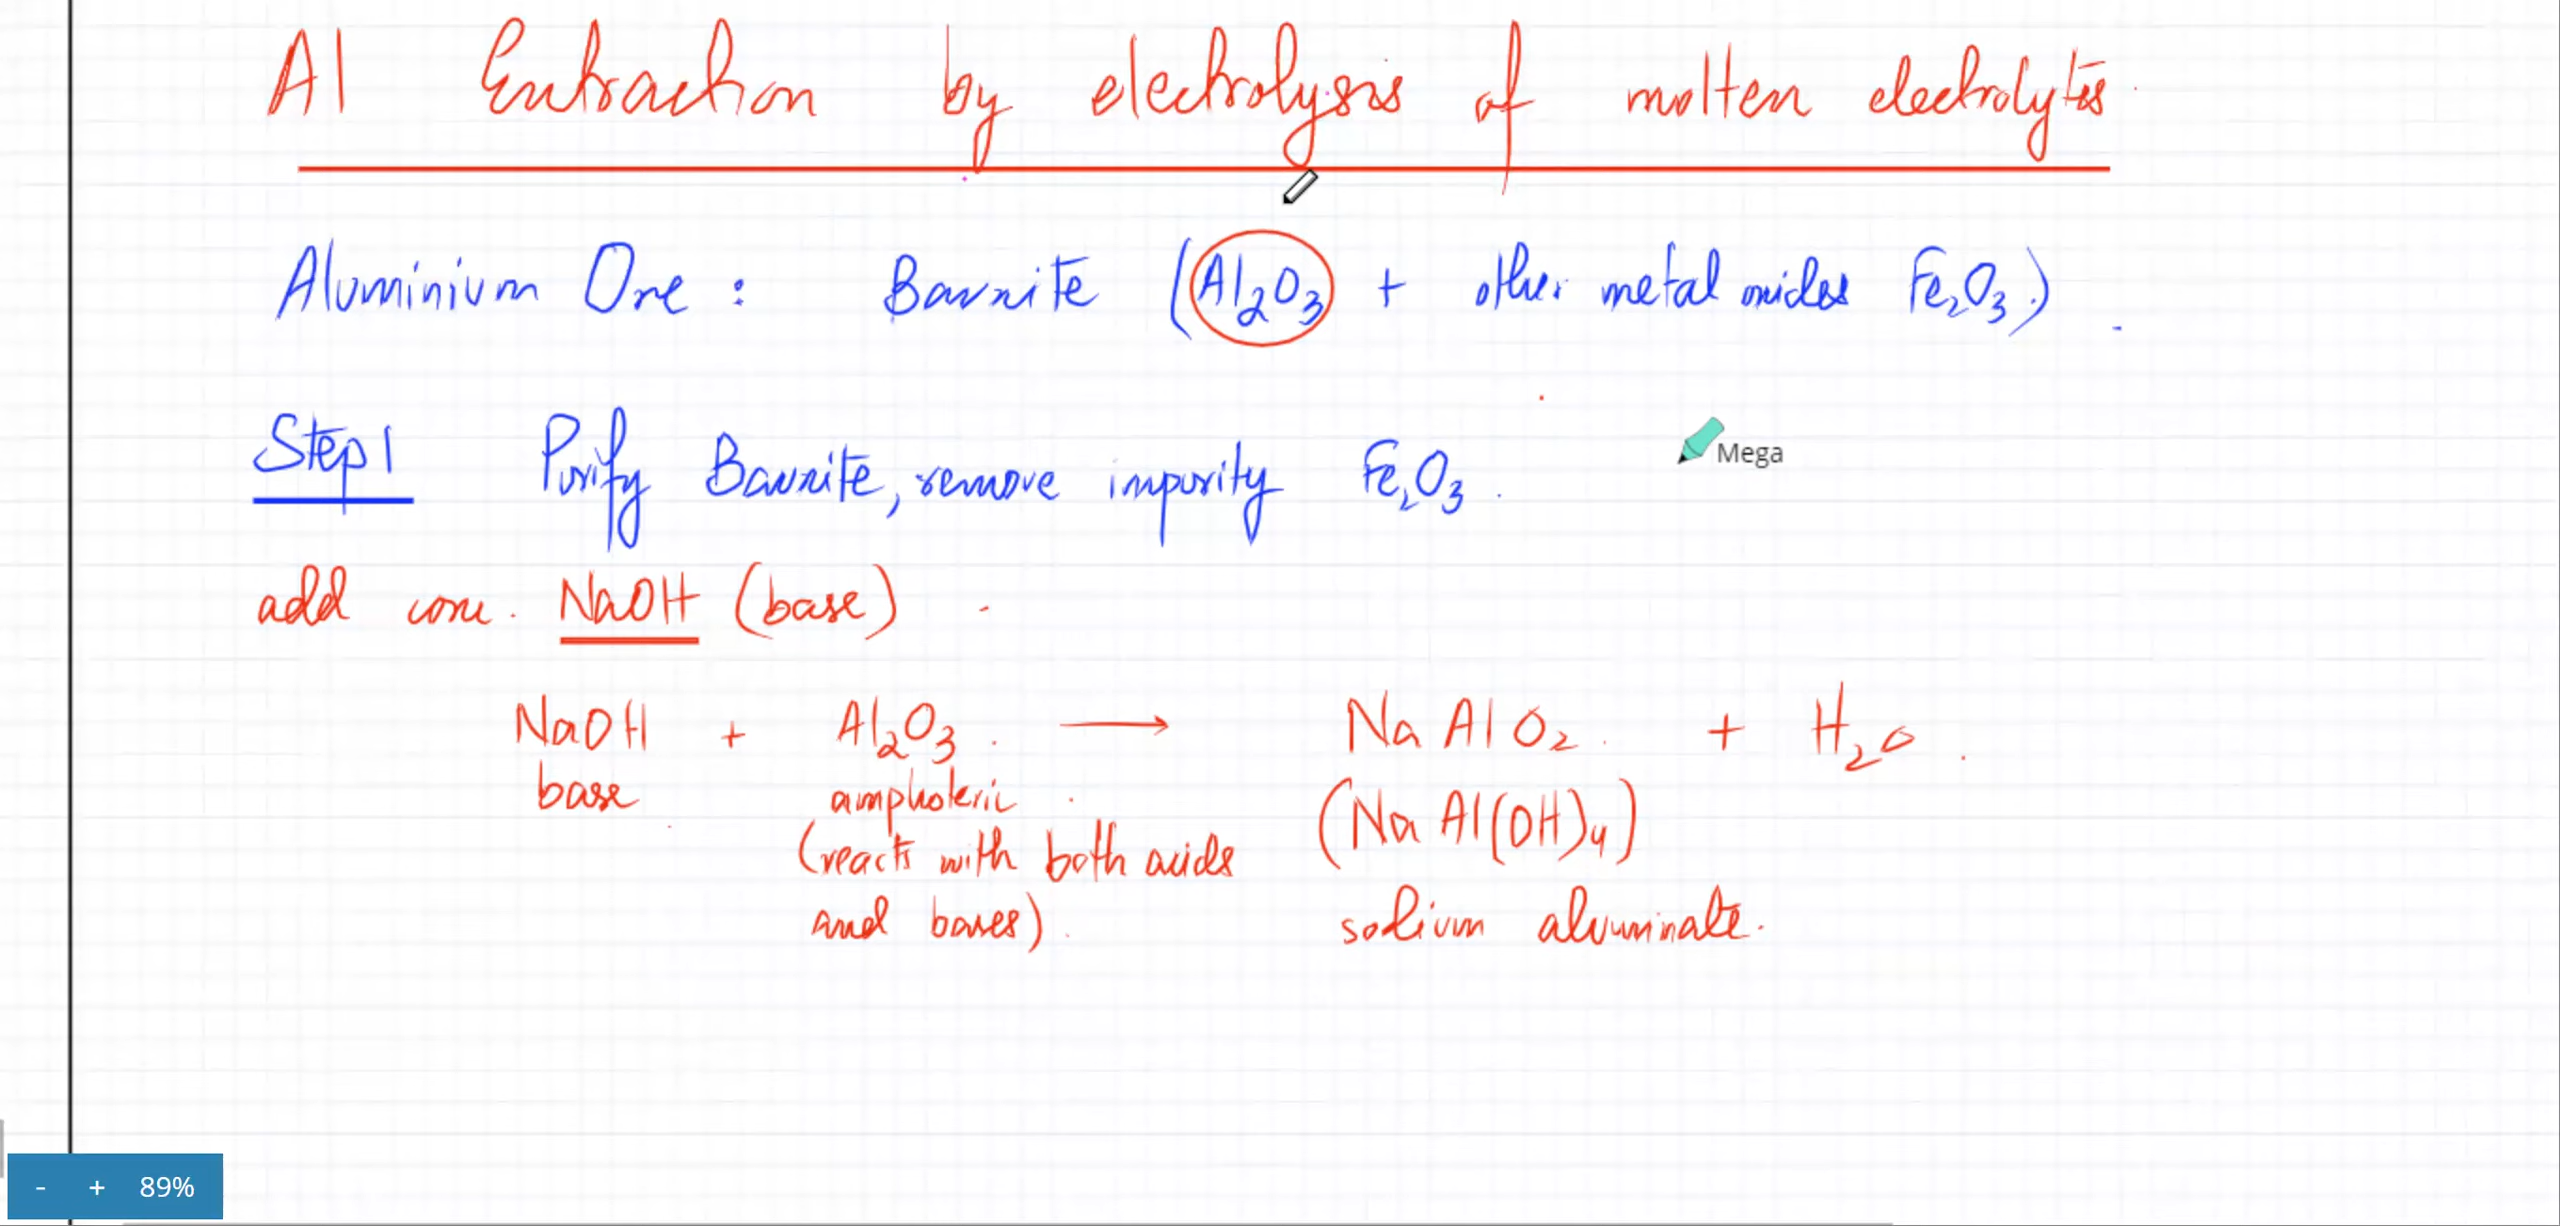 Al Extraction by electrolysis of molten electrolytes.
Aluminium Ore : Bauxite (Al₂O₃ + other metal oxides Fe₂O₃.)
Step 1 Purify Bauxite, remove impurity Fe₂O₃.
Mega
add conc. NaOH (base)
NaOH + Al₂O₃ ⟶ NaAlO₂ + H₂O.
base amphoteric (NaAl(OH)₄)
(reacts with both acids
and bases). sodium aluminate.
- + 89%